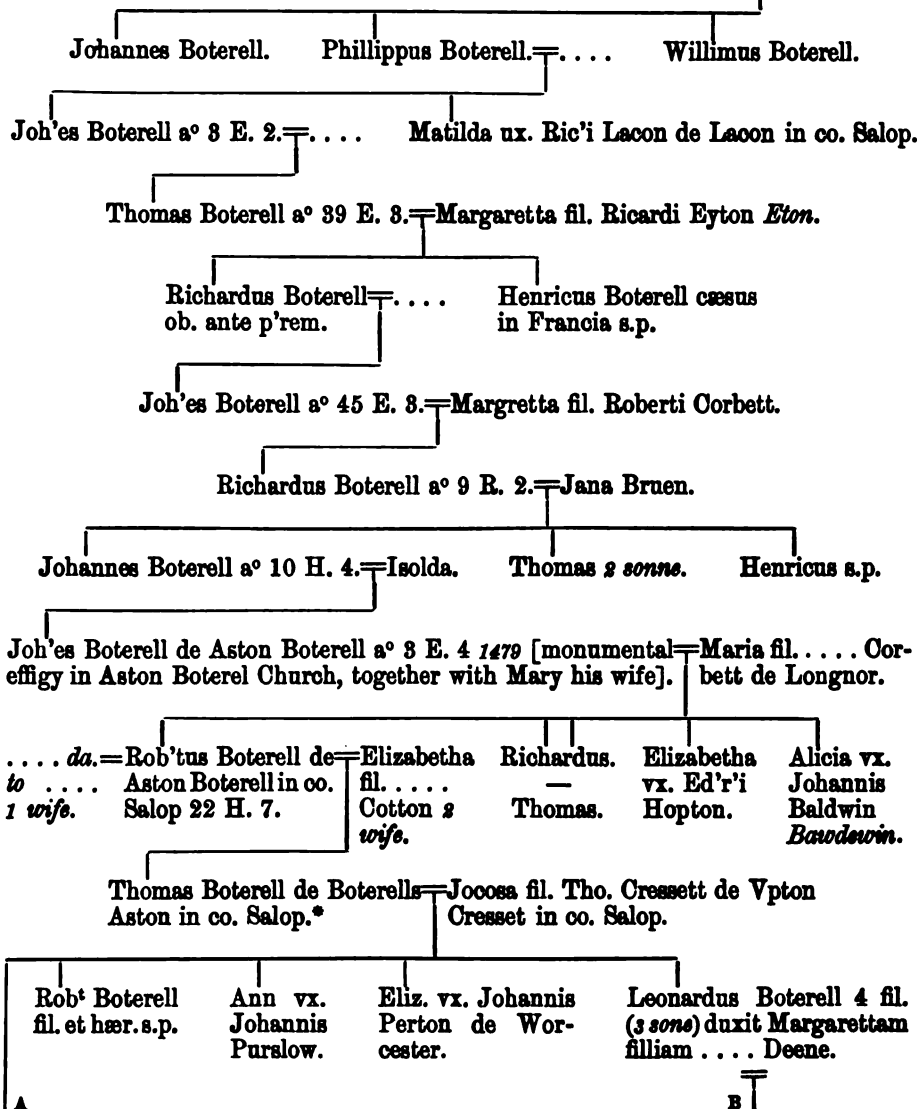 Johannes Boterell. Phillippus Boterell.=.... Willimus Boterell.
Joh'es Boterell aº 3 E. 2.=.... Matilda ux. Ric'i Lacon de Lacon in co. Salop.
Thomas Boterell aº 39 E. 3.=Margaretta fil. Ricardi Eyton Eton.
Richardus Boterell=.... Henricus Boterell cæsus
ob. ante p'rem. in Francia s.p.
Joh'es Boterell aº 45 E. 3.=Margretta fil. Roberti Corbett.
Richardus Boterell aº 9 R. 2.=Jana Bruen.
Johannes Boterell aº 10 H. 4.=Isolda. Thomas 2 sonne. Henricus s.p.
Joh'es Boterell de Aston Boterell aº 3 E. 4 1479 [monumental=Maria fil. .... Cor-
effigy in Aston Boterel Church, together with Mary his wife]. bett de Longnor.
.... da.=Rob'tus Boterell de=Elizabetha Richardus. Elizabetha Alicia vx.
to .... Aston Boterell in co. fil. .... — vx. Ed'r'i Johannis
1 wife. Salop 22 H. 7. Cotton 2 Thomas. Hopton. Baldwin
wife. Bawdewin.
Thomas Boterell de Boterells=Jocosa fil. Tho. Cressett de Vpton
Aston in co. Salop.* Cresset in co. Salop.
Robᵗ Boterell Ann vx. Eliz. vx. Johannis Leonardus Boterell 4 fil.
fil. et hær. s.p. Johannis Perton de Wor- (3 sone) duxit Margarettam
Purslow. cester. filliam .... Deene.
A B